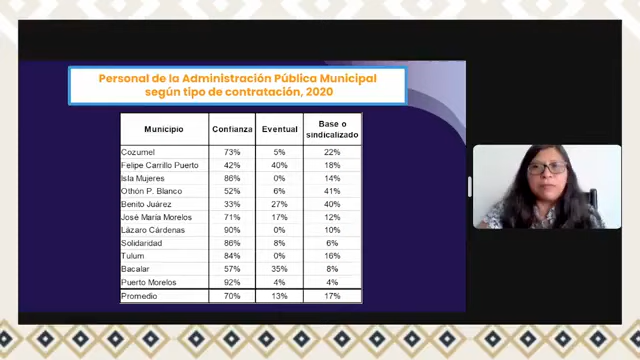 Personal de la Administración Pública Municipal
según tipo de contratación, 2020
Municipio Confianza Eventual Base o sindicalizado
Cozumel 73% 5% 22%
Felipe Carrillo Puerto 42% 40% 18%
Isla Mujeres 86% 0% 14%
Othón P. Blanco 52% 6% 41%
Benito Juárez 33% 27% 40%
José María Morelos 71% 17% 12%
Lázaro Cárdenas 90% 0% 10%
Solidaridad 86% 8% 6%
Tulum 84% 0% 16%
Bacalar 57% 35% 8%
Puerto Morelos 92% 4% 4%
Promedio 70% 13% 17%